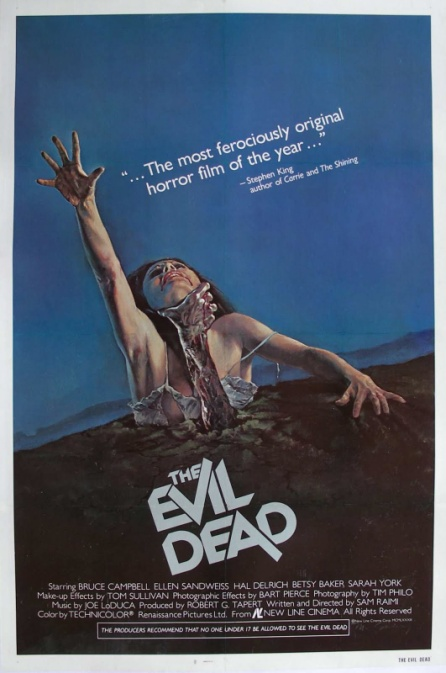 “...The most ferociously original
horror film of the year...”
—Stephen King
author of Carrie and The Shining
THE
EVIL
DEAD
Starring BRUCE CAMPBELL ELLEN SANDWEISS HAL DELRICH BETSY BAKER SARAH YORK
Make-up Effects by TOM SULLIVAN Photographic Effects by BART PIERCE Photography by TIM PHILO
Music by JOE LoDUCA Produced by ROBERT G. TAPERT Written and Directed by SAM RAIMI
Color by TECHNICOLOR® Renaissance Pictures Ltd. From NEW LINE CINEMA All Rights Reserved
THE PRODUCERS RECOMMEND THAT NO ONE UNDER 17 BE ALLOWED TO SEE THE EVIL DEAD
THE EVIL DEAD